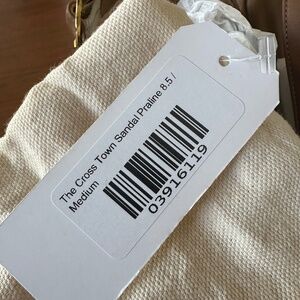 The Cross Town Sandal Praline 8.5 /
Medium
03916119